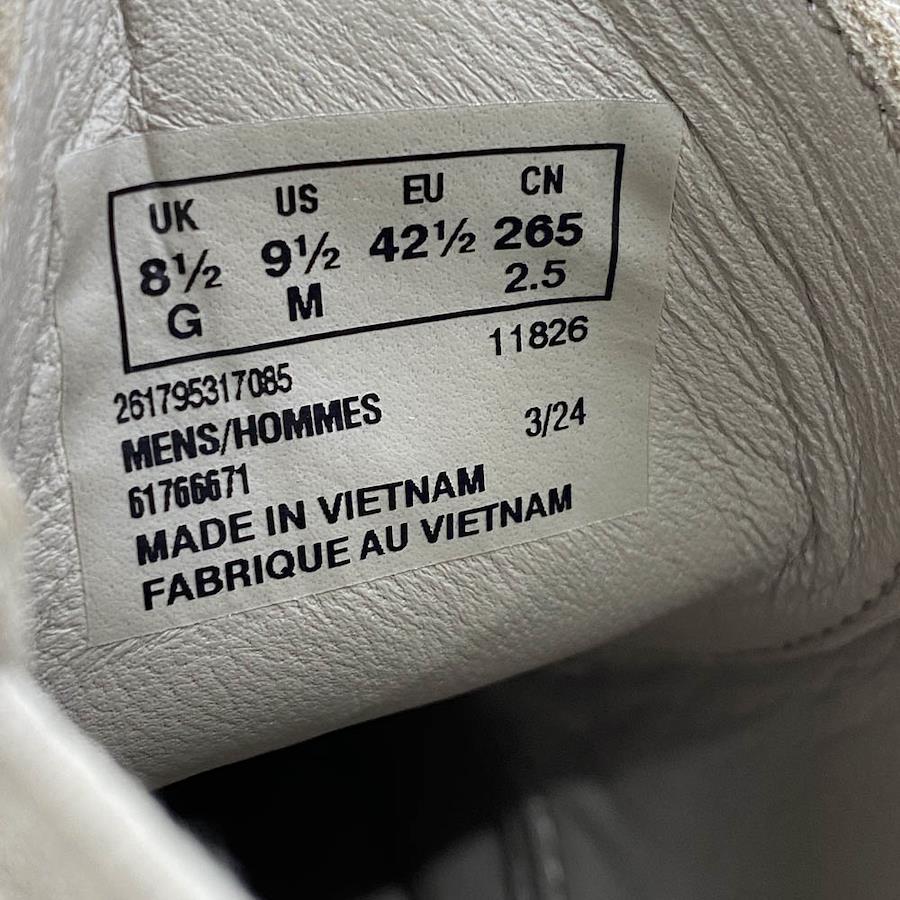 UK US EU CN
8½ 9½ 42½ 265
G M 2.5
11826
261795317085
MENS/HOMMES 3/24
61766671
MADE IN VIETNAM
FABRIQUE AU VIETNAM